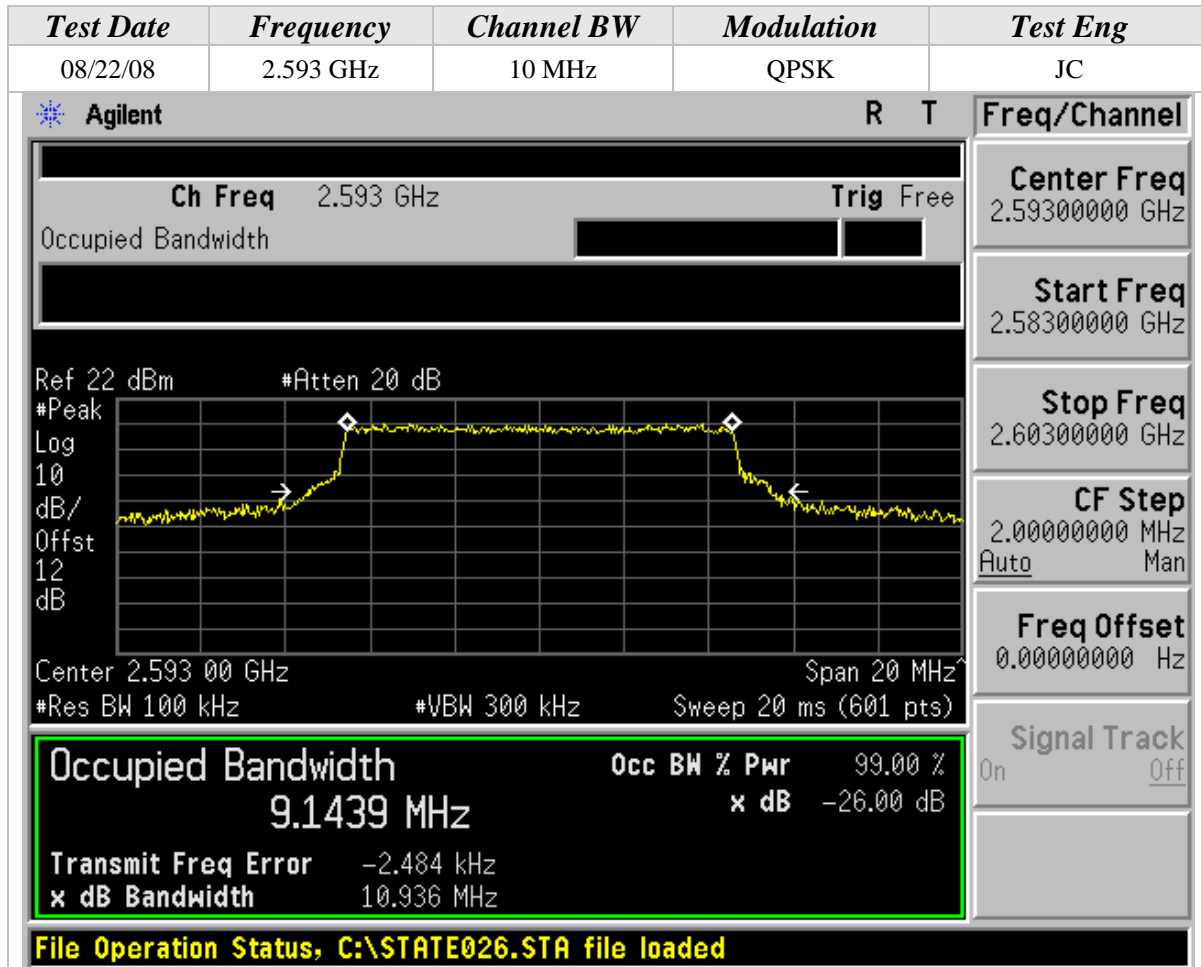 Test Date Frequency Channel BW Modulation Test Eng
08/22/08 2.593 GHz 10 MHz QPSK JC
Agilent R T Freq/Channel
Ch Freq 2.593 GHz Trig Free
Occupied Bandwidth
Center Freq
2.59300000 GHz
Start Freq
2.58300000 GHz
Stop Freq
2.60300000 GHz
CF Step
2.00000000 MHz
Auto Man
Freq Offset
0.00000000 Hz
Signal Track
On Off
Ref 22 dBm #Atten 20 dB
#Peak
Log
10
dB/
Offst
12
dB
Center 2.593 00 GHz Span 20 MHz^
#Res BW 100 kHz #VBW 300 kHz Sweep 20 ms (601 pts)
Occupied Bandwidth Occ BW % Pwr 99.00 %
9.1439 MHz x dB -26.00 dB
Transmit Freq Error -2.484 kHz
x dB Bandwidth 10.936 MHz
File Operation Status, C:\STATE026.STA file loaded